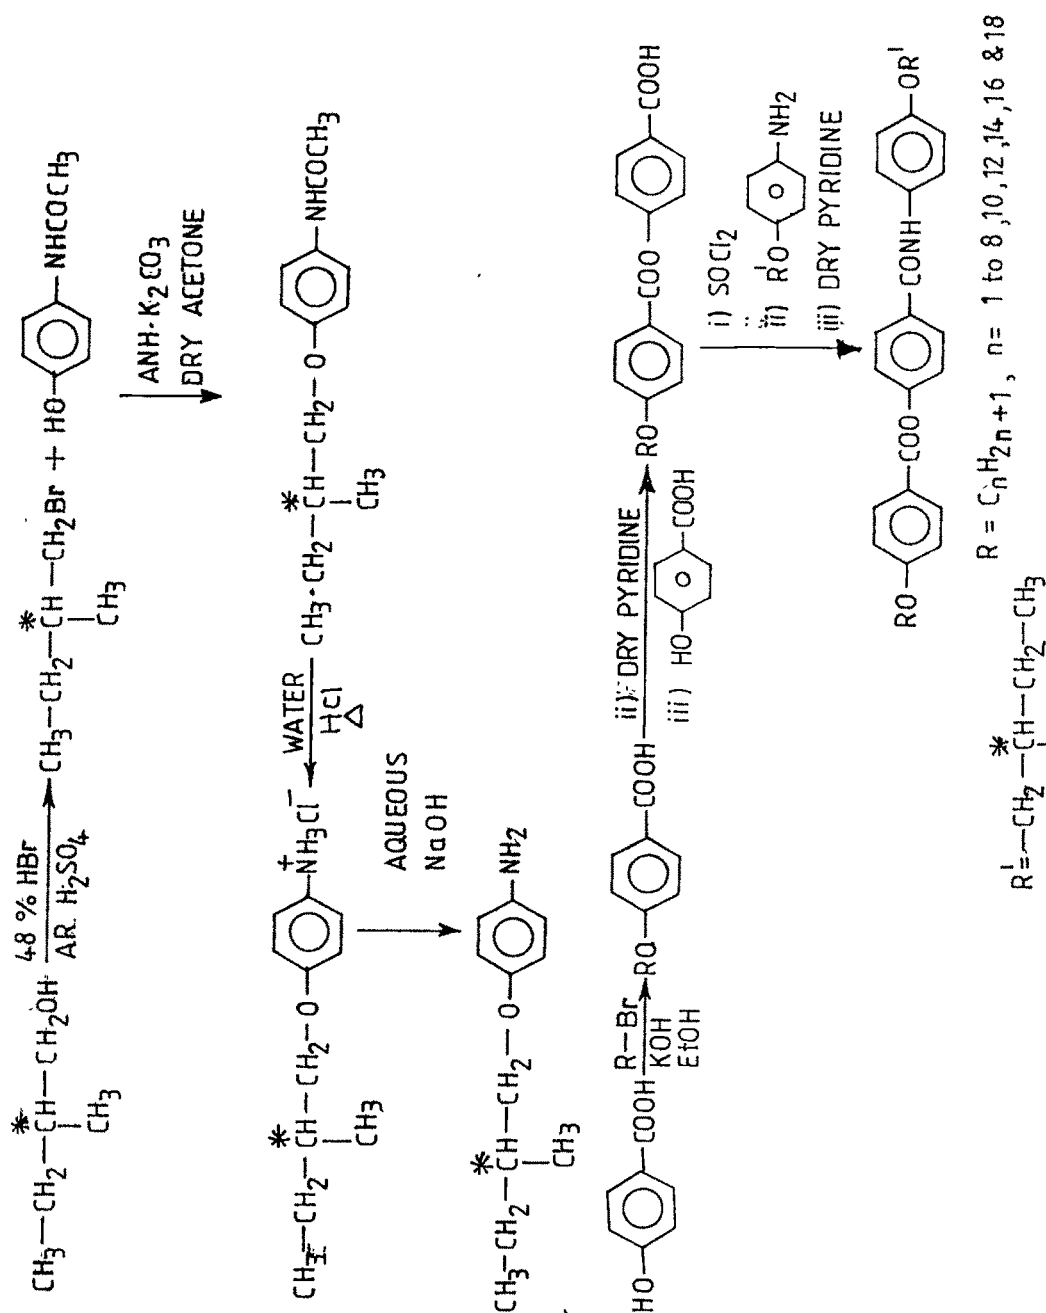 CH3—CH2—*CH(CH3)—CH2OH
48 % HBr
AR. H2SO4
CH3—CH2—*CH(CH3)—CH2Br + HO—NHCOCH3
ANH·K2CO3
DRY ACETONE
CH3·CH2—*CH(CH3)—CH2—O—NHCOCH3
WATER
HCl
△
CH3—CH2—*CH(CH3)—CH2—O—N+H3Cl−
AQUEOUS
NaOH
CH3—CH2—*CH(CH3)—CH2—O—NH2
HO—COOH
R—Br
KOH
EtOH
RO—COOH
ii) DRY PYRIDINE
iii) HO—COOH
RO—COO—COOH
i) SOCl2
ii) R'O—NH2
iii) DRY PYRIDINE
RO—COO—CONH—OR'
R = CnH2n+1, n= 1 to 8,10,12,14,16 &18
R'=—CH2—*CH—CH2—CH3